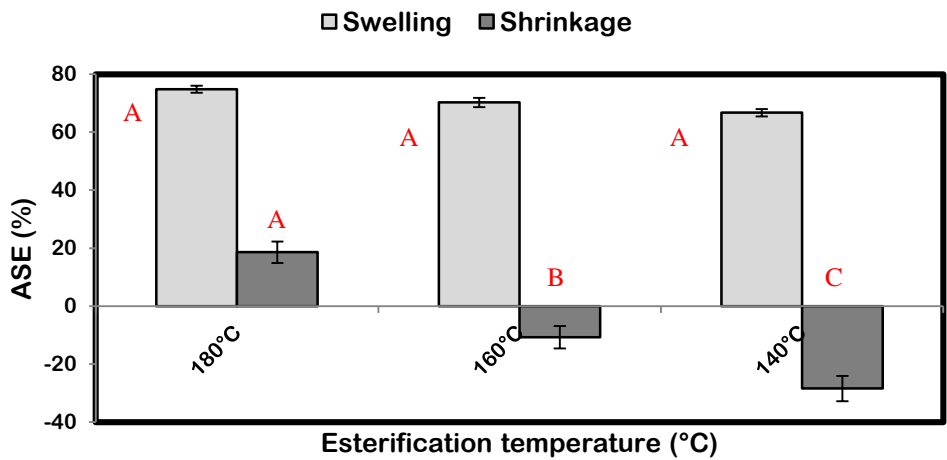 Swelling Shrinkage
80
60
40
20
0
-20
-40
ASE (%)
A
A
A
A
B
C
180°C
160°C
140°C
Esterification temperature (°C)